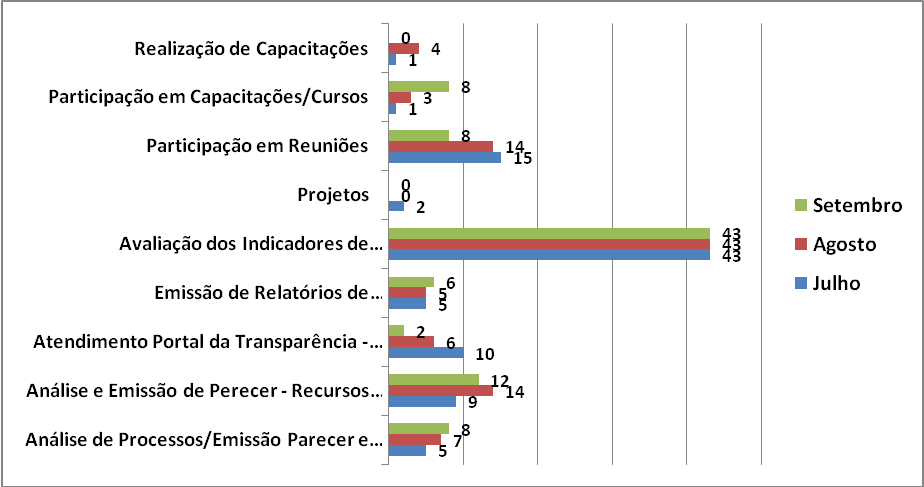 Realização de Capacitações
0
4
1
Participação em Capacitações/Cursos
8
3
1
Participação em Reuniões
8
14
15
Projetos
0
0
2
Avaliação dos Indicadores de...
43
43
43
Emissão de Relatórios de...
6
5
5
Atendimento Portal da Transparência -...
2
6
10
Análise e Emissão de Perecer - Recursos...
12
14
9
Análise de Processos/Emissão Parecer e...
8
7
5
Setembro
Agosto
Julho